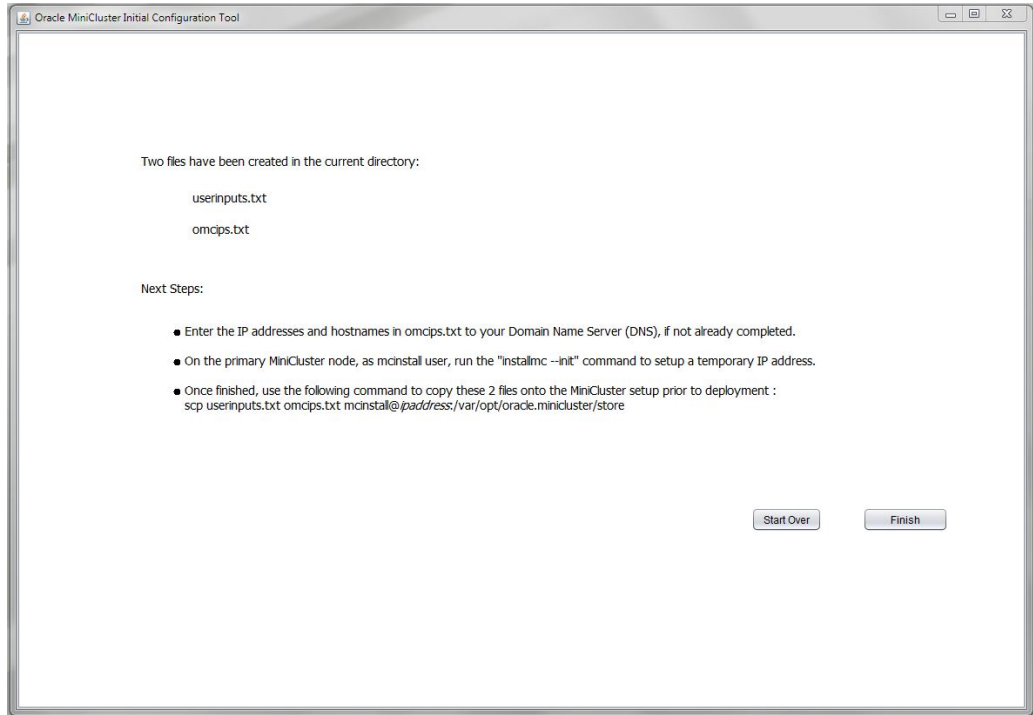 Oracle MiniCluster Initial Configuration Tool
Two files have been created in the current directory:
userinputs.txt
omcips.txt
Next Steps:
Enter the IP addresses and hostnames in omcips.txt to your Domain Name Server (DNS), if not already completed.
On the primary MiniCluster node, as mcinstall user, run the "installmc --init" command to setup a temporary IP address.
Once finished, use the following command to copy these 2 files onto the MiniCluster setup prior to deployment :
scp userinputs.txt omcips.txt mcinstall@ipaddress:/var/opt/oracle.minicluster/store
Start Over
Finish